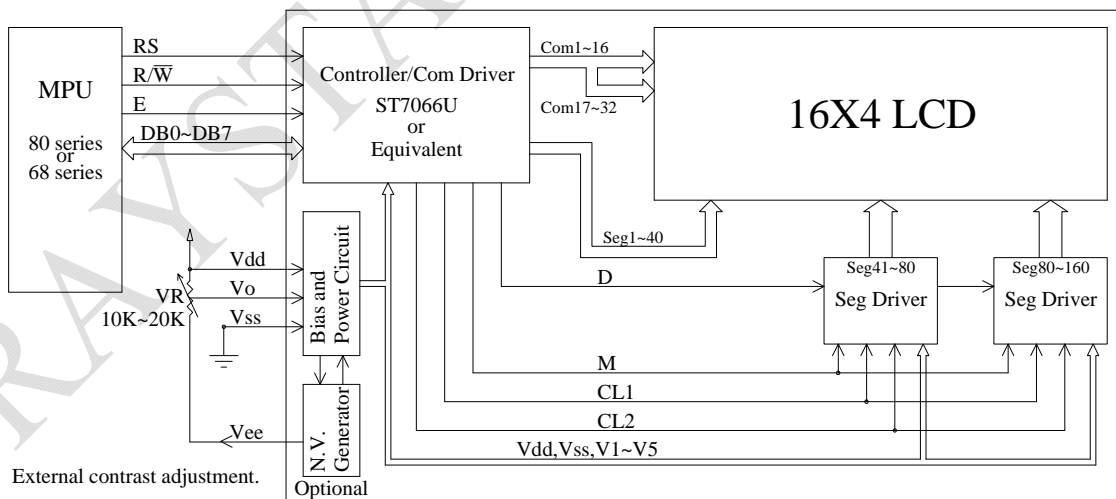 RAYSTA
MPU
80 series
or
68 series
RS
R/W̅
E
DB0~DB7
Controller/Com Driver
ST7066U
or
Equivalent
Com1~16
Com17~32
16X4 LCD
Seg1~40
Seg41~80
Seg Driver
Seg80~160
Seg Driver
D
Vdd
Vo
VR
10K~20K
Vss
Bias and
Power Circuit
M
CL1
CL2
Vdd,Vss,V1~V5
Vee
N.V.
Generator
External contrast adjustment.
Optional